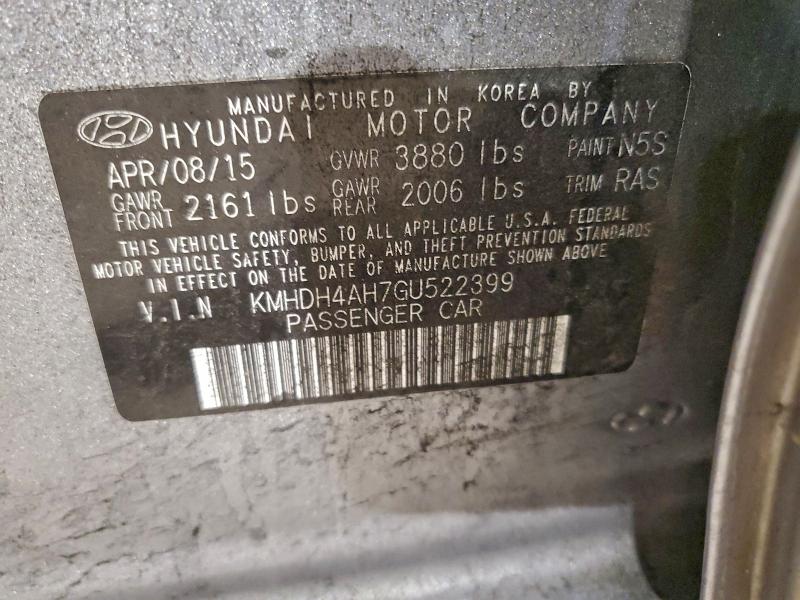 MANUFACTURED IN KOREA BY
HYUNDAI MOTOR COMPANY
APR/08/15 GVWR 3880 lbs PAINT N5S
GAWR FRONT 2161 lbs GAWR REAR 2006 lbs TRIM RAS
THIS VEHICLE CONFORMS TO ALL APPLICABLE U.S.A. FEDERAL
MOTOR VEHICLE SAFETY, BUMPER, AND THEFT PREVENTION STANDARDS
IN EFFECT ON THE DATE OF MANUFACTURE SHOWN ABOVE
V.I.N KMHDH4AH7GU522399
PASSENGER CAR